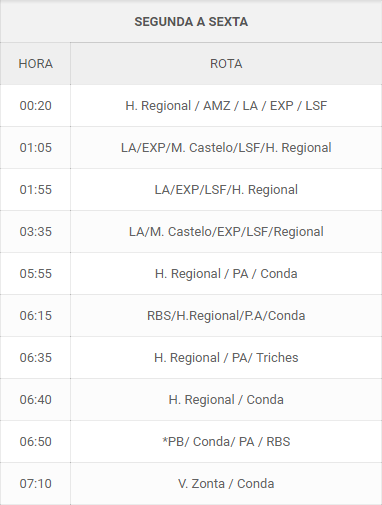 SEGUNDA A SEXTA
HORA ROTA
00:20 H. Regional / AMZ / LA / EXP / LSF
01:05 LA/EXP/M. Castelo/LSF/H. Regional
01:55 LA/EXP/LSF/H. Regional
03:35 LA/M. Castelo/EXP/LSF/Regional
05:55 H. Regional / PA / Conda
06:15 RBS/H.Regional/P.A/Conda
06:35 H. Regional / PA/ Triches
06:40 H. Regional / Conda
06:50 *PB/ Conda/ PA / RBS
07:10 V. Zonta / Conda